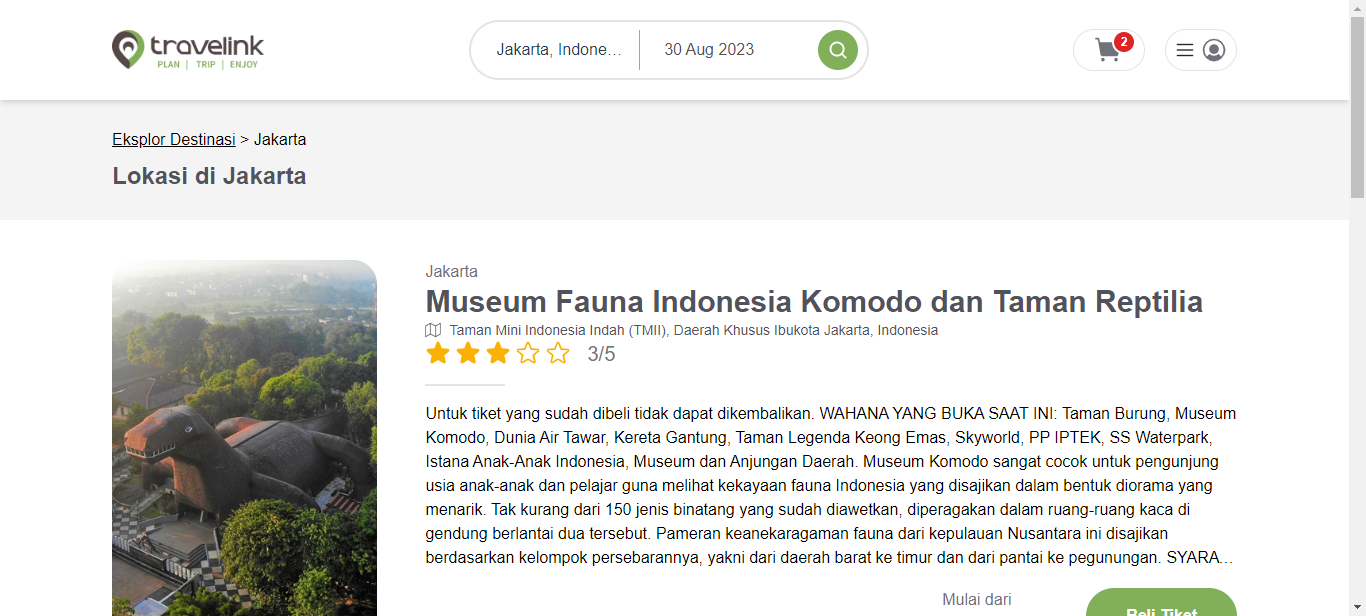 travelink
PLAN | TRIP | ENJOY
Jakarta, Indone...
30 Aug 2023
2
Eksplor Destinasi > Jakarta
Lokasi di Jakarta
Jakarta
Museum Fauna Indonesia Komodo dan Taman Reptilia
Taman Mini Indonesia Indah (TMII), Daerah Khusus Ibukota Jakarta, Indonesia
3/5
Untuk tiket yang sudah dibeli tidak dapat dikembalikan. WAHANA YANG BUKA SAAT INI: Taman Burung, Museum
Komodo, Dunia Air Tawar, Kereta Gantung, Taman Legenda Keong Emas, Skyworld, PP IPTEK, SS Waterpark,
Istana Anak-Anak Indonesia, Museum dan Anjungan Daerah. Museum Komodo sangat cocok untuk pengunjung
usia anak-anak dan pelajar guna melihat kekayaan fauna Indonesia yang disajikan dalam bentuk diorama yang
menarik. Tak kurang dari 150 jenis binatang yang sudah diawetkan, diperagakan dalam ruang-ruang kaca di
gendung berlantai dua tersebut. Pameran keanekaragaman fauna dari kepulauan Nusantara ini disajikan
berdasarkan kelompok persebarannya, yakni dari daerah barat ke timur dan dari pantai ke pegunungan. SYARA...
Mulai dari
Beli Tiket